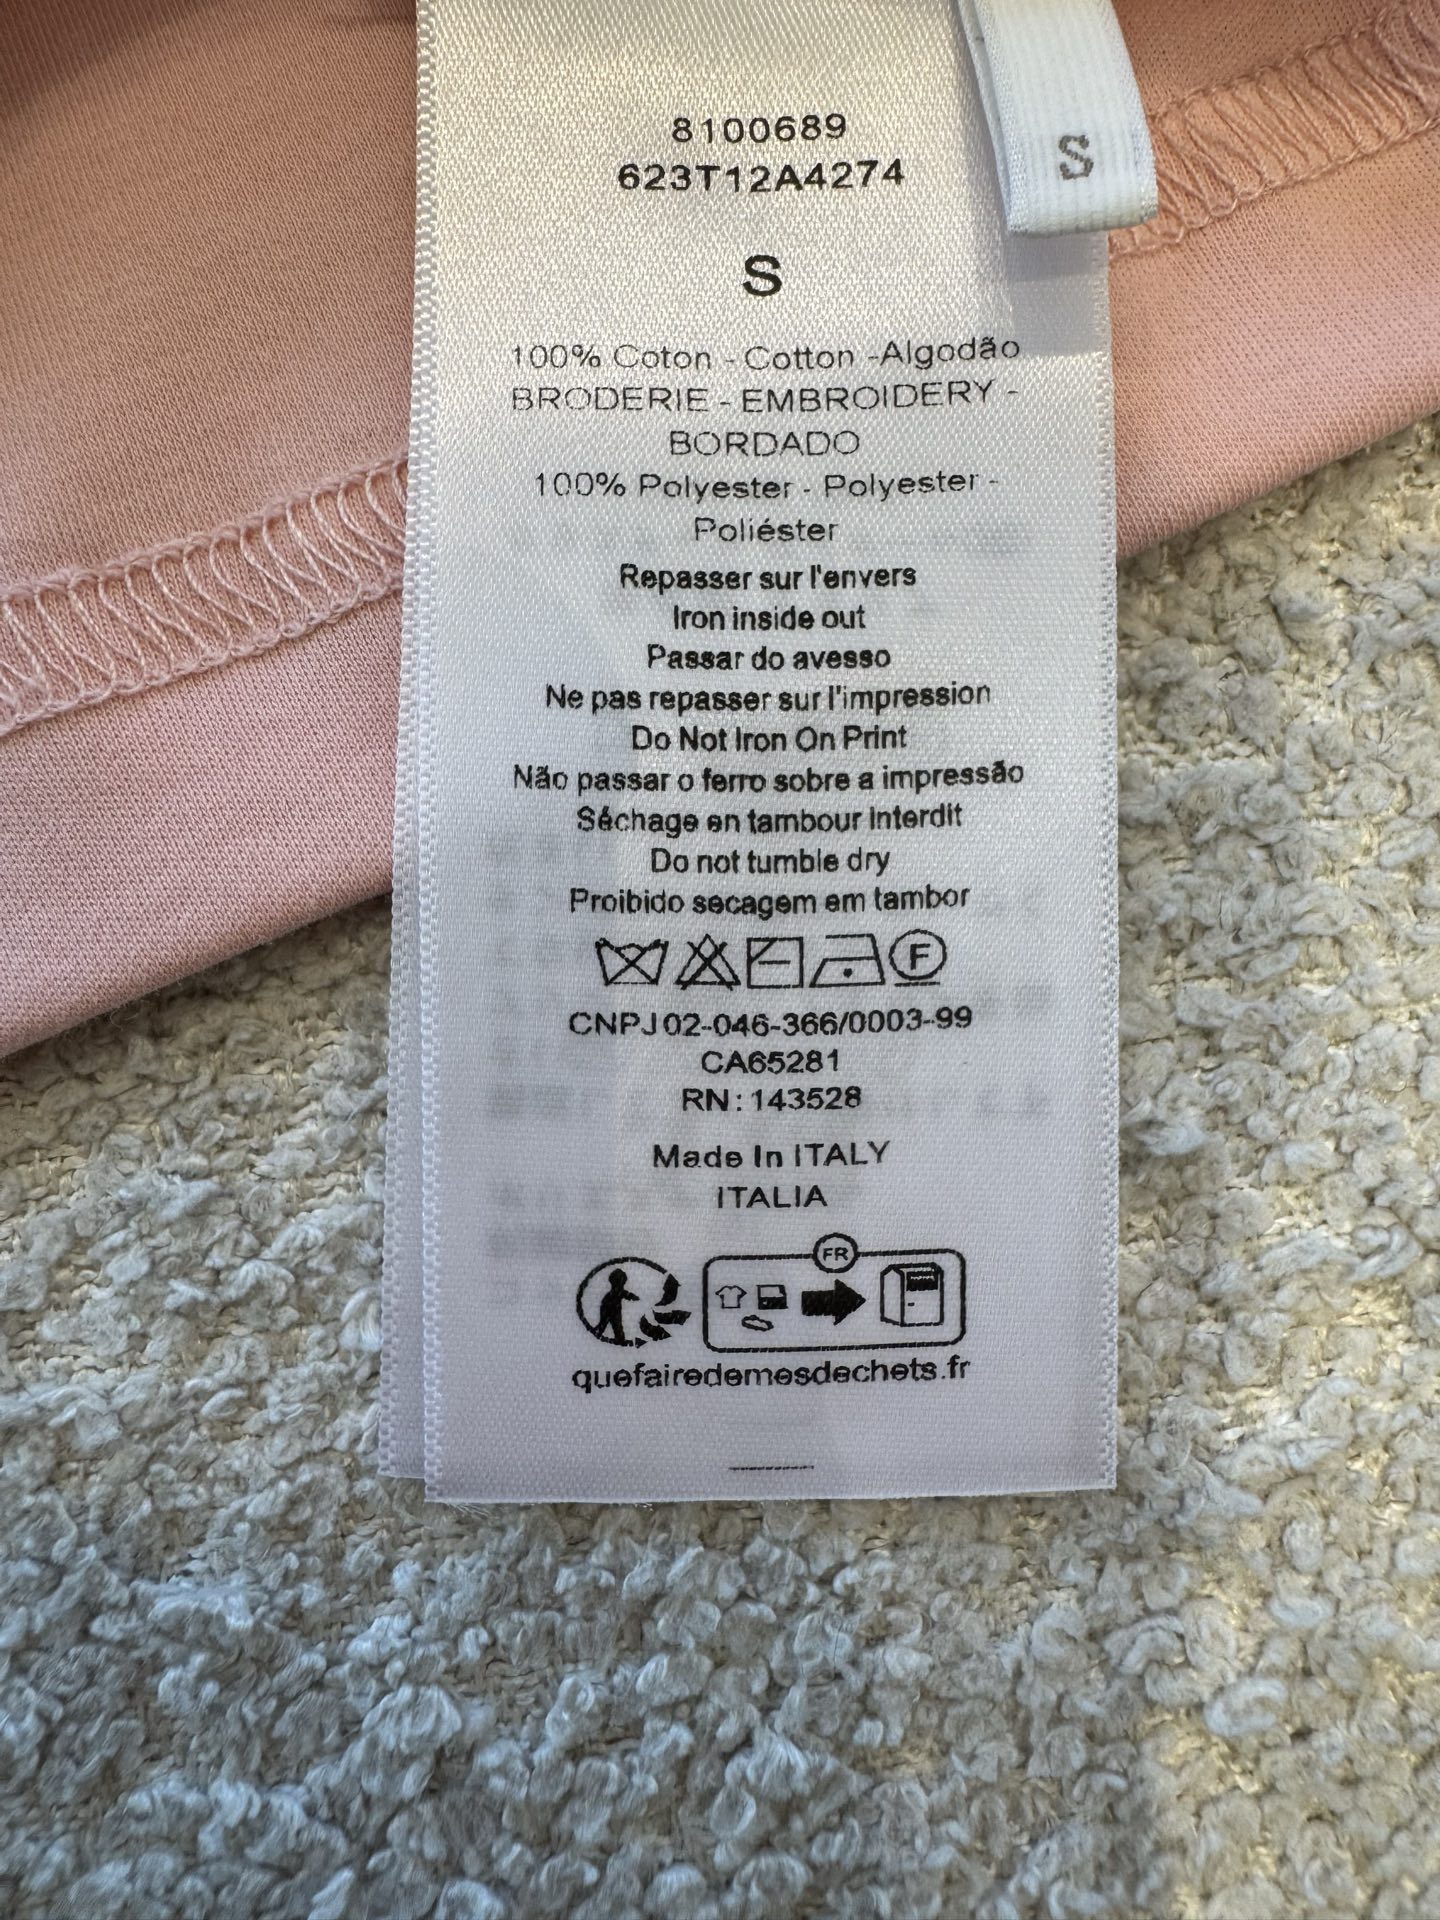 S
8100689
623T12A4274
S
100% Coton - Cotton -Algodão
BRODERIE - EMBROIDERY -
BORDADO
100% Polyester - Polyester -
Poliéster
Repasser sur l'envers
Iron inside out
Passar do avesso
Ne pas repasser sur l'impression
Do Not Iron On Print
Não passar o ferro sobre a impressão
Séchage en tambour interdit
Do not tumble dry
Proibido secagem em tambor
F
CNPJ 02-046-366/0003-99
CA65281
RN: 143528
Made In ITALY
ITALIA
FR
quefairedemesdechets.fr